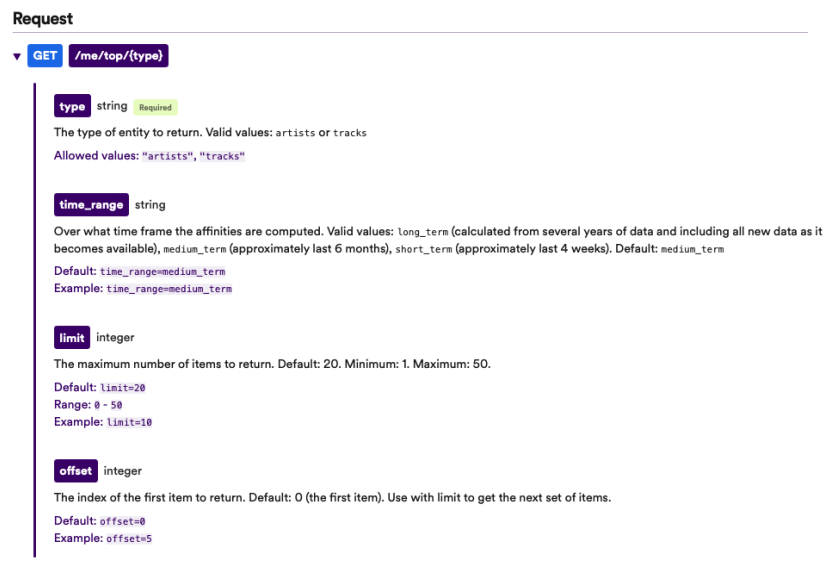 Request
GET /me/top/{type}
type string Required
The type of entity to return. Valid values: artists or tracks
Allowed values: "artists", "tracks"
time_range string
Over what time frame the affinities are computed. Valid values: long_term (calculated from several years of data and including all new data as it
becomes available), medium_term (approximately last 6 months), short_term (approximately last 4 weeks). Default: medium_term
Default: time_range=medium_term
Example: time_range=medium_term
limit integer
The maximum number of items to return. Default: 20. Minimum: 1. Maximum: 50.
Default: limit=20
Range: 0 - 50
Example: limit=10
offset integer
The index of the first item to return. Default: 0 (the first item). Use with limit to get the next set of items.
Default: offset=0
Example: offset=5